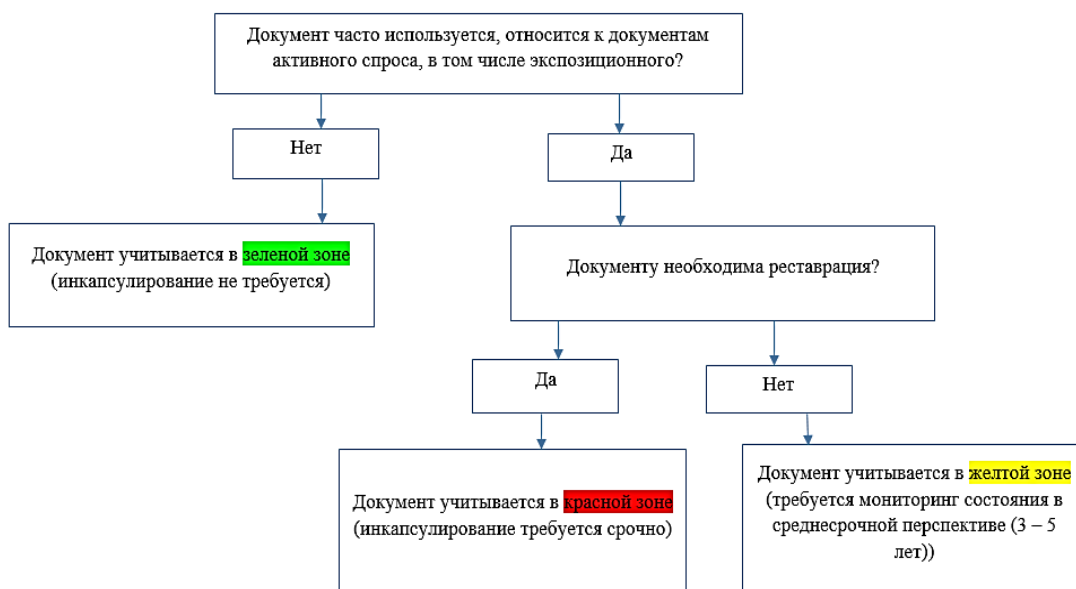 Документ часто используется, относится к документам
активного спроса, в том числе экспозиционного?
Нет
Да
Документ учитывается в зеленой зоне
(инкапсулирование не требуется)
Документу необходима реставрация?
Да
Нет
Документ учитывается в красной зоне
(инкапсулирование требуется срочно)
Документ учитывается в желтой зоне
(требуется мониторинг состояния в
среднесрочной перспективе (3 – 5
лет))